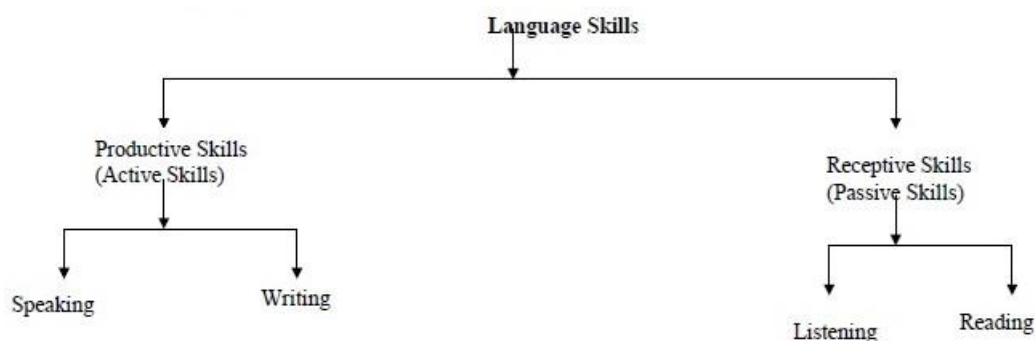 Language Skills
Productive Skills
(Active Skills)
Receptive Skills
(Passive Skills)
Speaking
Writing
Listening
Reading